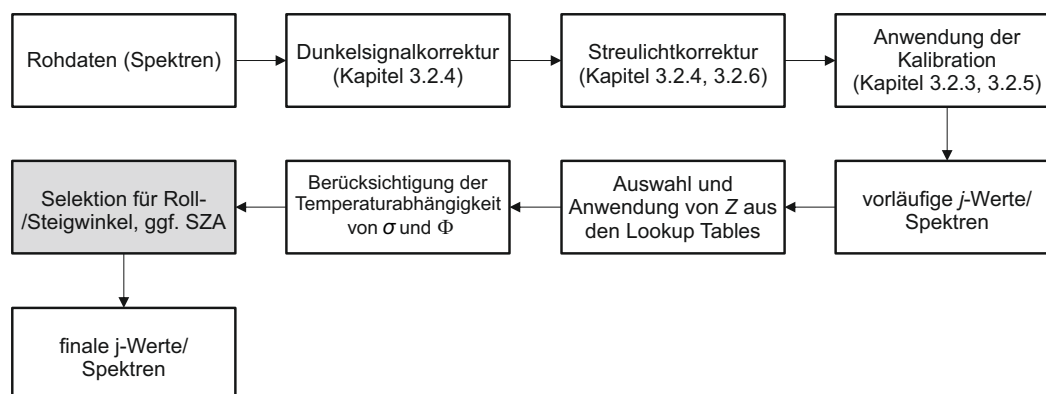 Rohdaten (Spektren)
Dunkelsignalkorrektur
(Kapitel 3.2.4)
Streulichtkorrektur
(Kapitel 3.2.4, 3.2.6)
Anwendung der
Kalibration
(Kapitel 3.2.3, 3.2.5)
vorläufige j-Werte/
Spektren
Auswahl und
Anwendung von Z aus
den Lookup Tables
Berücksichtigung der
Temperaturabhängigkeit
von σ und Φ
Selektion für Roll-
/Steigwinkel, ggf. SZA
finale j-Werte/
Spektren